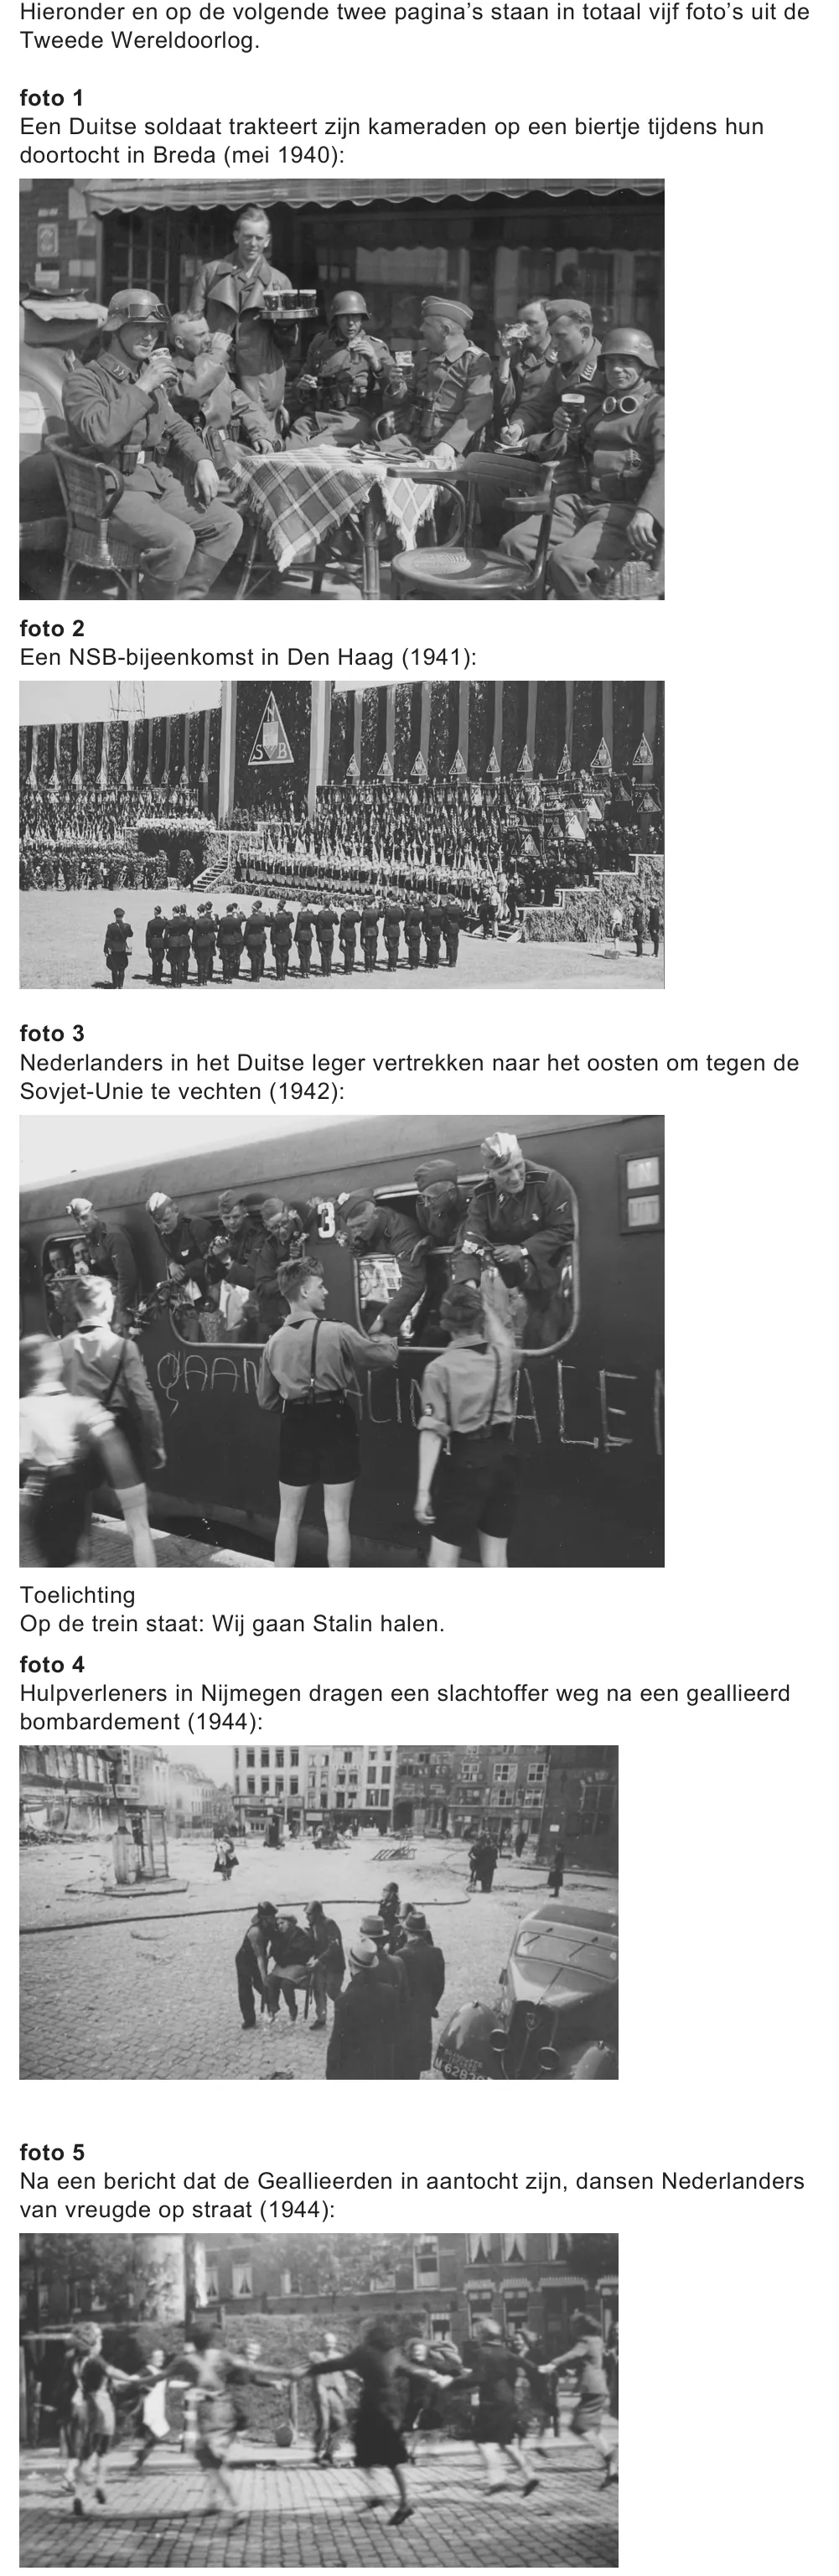 Hieronder en op de volgende twee pagina's staan in totaal vijf foto's uit de
Tweede Wereldoorlog.
foto 1
Een Duitse soldaat trakteert zijn kameraden op een biertje tijdens hun
doortocht in Breda (mei 1940):
foto 2
Een NSB-bijeenkomst in Den Haag (1941):
N
S B
foto 3
Nederlanders in het Duitse leger vertrekken naar het oosten om tegen de
Sovjet-Unie te vechten (1942):
3
GAAN
ALEN
Toelichting
Op de trein staat: Wij gaan Stalin halen.
foto 4
Hulpverleners in Nijmegen dragen een slachtoffer weg na een geallieerd
bombardement (1944):
foto 5
Na een bericht dat de Geallieerden in aantocht zijn, dansen Nederlanders
van vreugde op straat (1944):